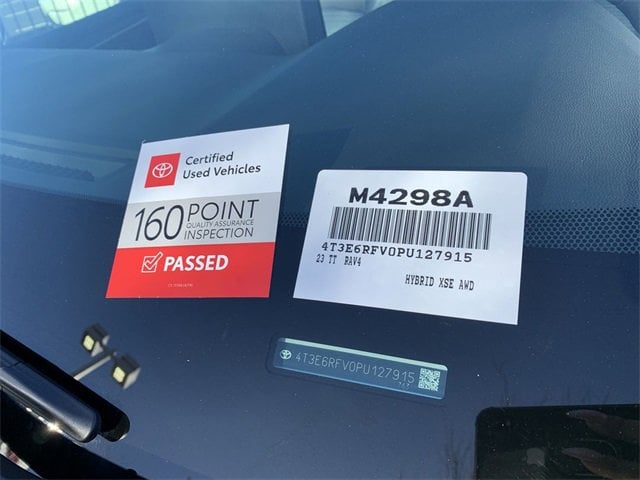 Certified
Used Vehicles
160 POINT
QUALITY ASSURANCE
INSPECTION
PASSED
M4298A
4T3E6RFV0PU127915
23 TT RAV4
HYBRID XSE AWD
4T3E6RFV0PU127915